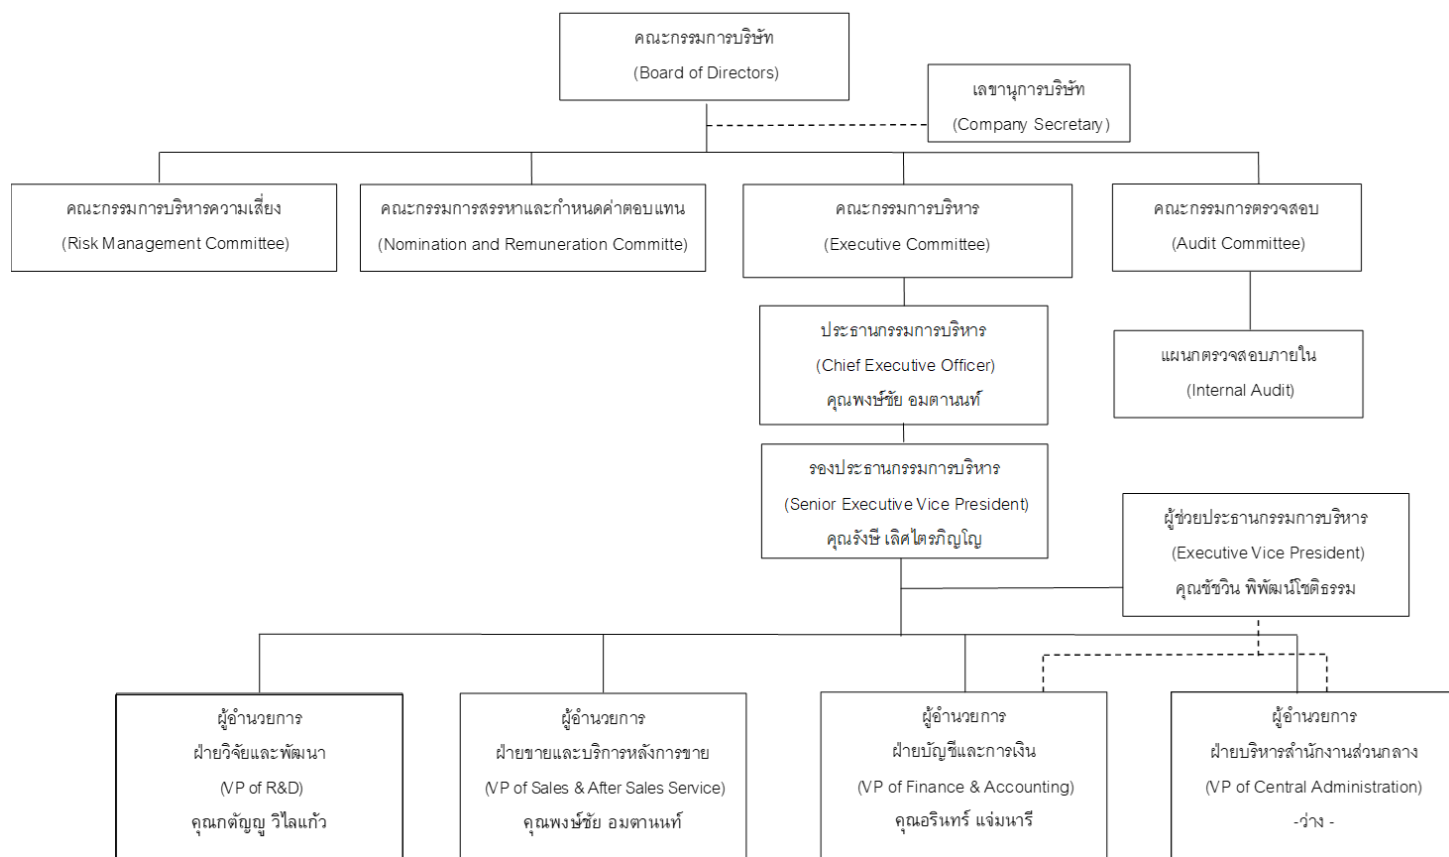 คณะกรรมการบริษัท
(Board of Directors)
เลขานุการบริษัท
(Company Secretary)
คณะกรรมการบริหารความเสี่ยง
(Risk Management Committee)
คณะกรรมการสรรหาและกำหนดค่าตอบแทน
(Nomination and Remuneration Committe)
คณะกรรมการบริหาร
(Executive Committee)
คณะกรรมการตรวจสอบ
(Audit Committee)
ประธานกรรมการบริหาร
(Chief Executive Officer)
คุณพงษ์ชัย อมตานนท์
แผนกตรวจสอบภายใน
(Internal Audit)
รองประธานกรรมการบริหาร
(Senior Executive Vice President)
คุณรังษี เลิศไตรภิญโญ
ผู้ช่วยประธานกรรมการบริหาร
(Executive Vice President)
คุณชัชวิน พิพัฒน์โชติธรรม
ผู้อำนวยการ
ฝ่ายวิจัยและพัฒนา
(VP of R&D)
คุณกตัญญู วิไลแก้ว
ผู้อำนวยการ
ฝ่ายขายและบริการหลังการขาย
(VP of Sales & After Sales Service)
คุณพงษ์ชัย อมตานนท์
ผู้อำนวยการ
ฝ่ายบัญชีและการเงิน
(VP of Finance & Accounting)
คุณอรินทร์ แจ่มนารี
ผู้อำนวยการ
ฝ่ายบริหารสำนักงานส่วนกลาง
(VP of Central Administration)
-ว่าง -